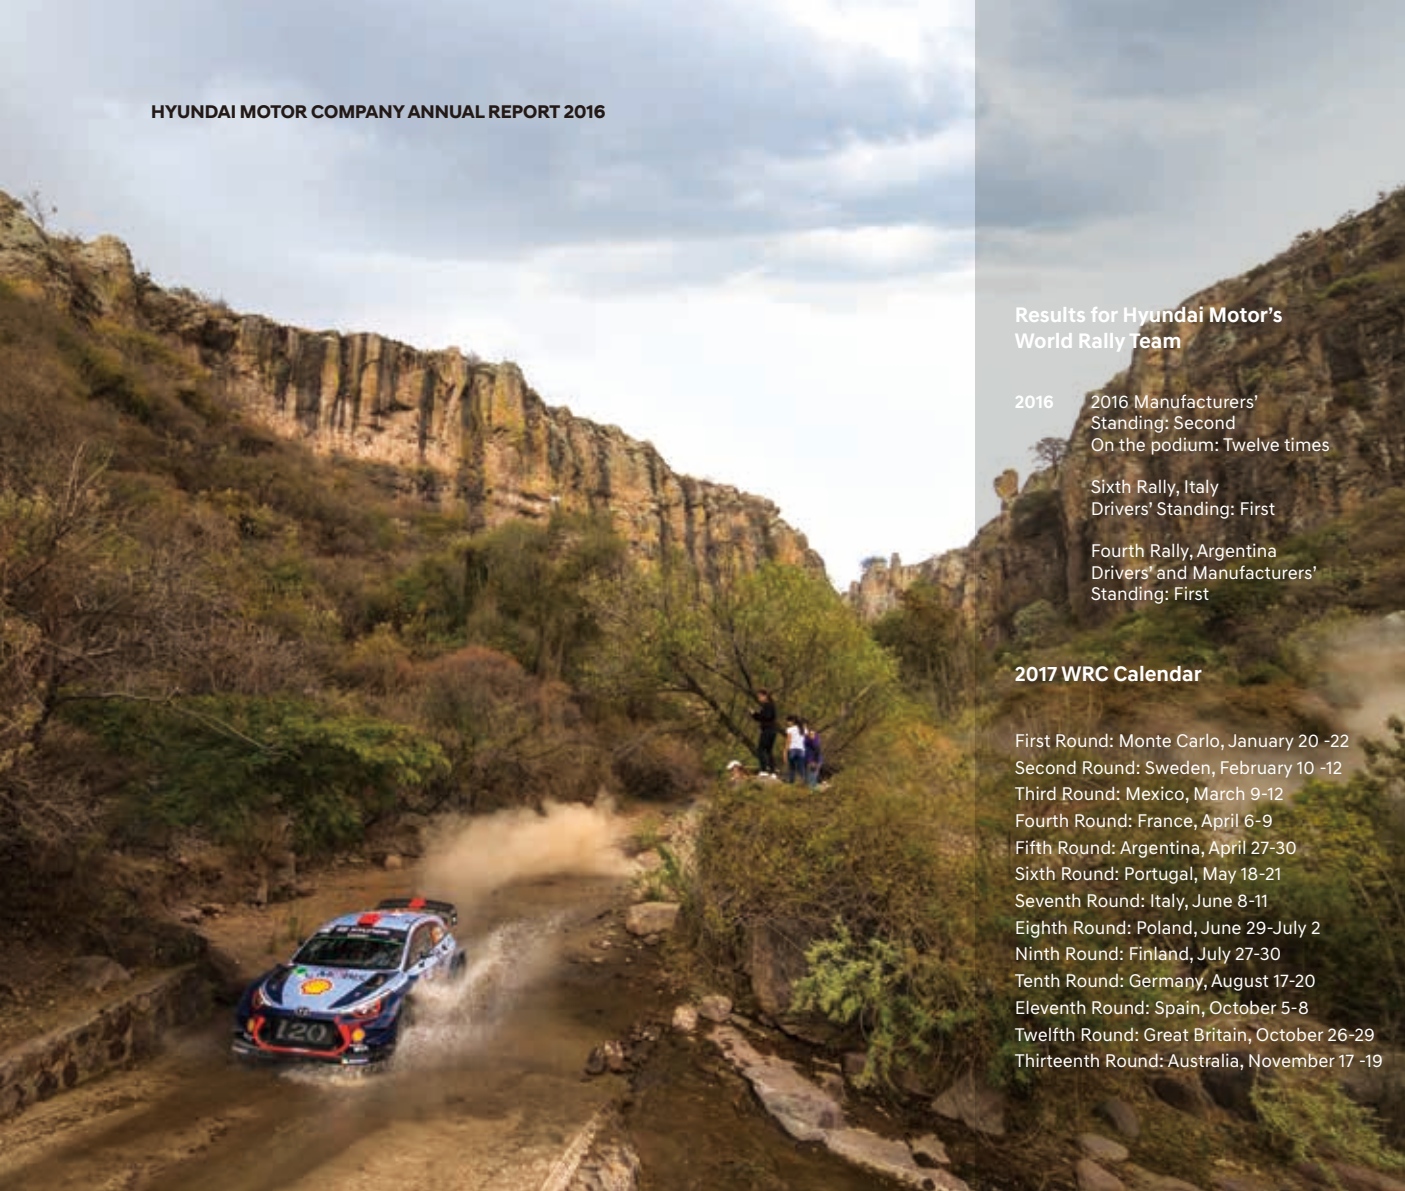 HYUNDAI MOTOR COMPANY ANNUAL REPORT 2016
Results for Hyundai Motor's
World Rally Team
2016 2016 Manufacturers'
Standing: Second
On the podium: Twelve times
Sixth Rally, Italy
Drivers' Standing: First
Fourth Rally, Argentina
Drivers' and Manufacturers'
Standing: First
2017 WRC Calendar
First Round: Monte Carlo, January 20 -22
Second Round: Sweden, February 10 -12
Third Round: Mexico, March 9-12
Fourth Round: France, April 6-9
Fifth Round: Argentina, April 27-30
Sixth Round: Portugal, May 18-21
Seventh Round: Italy, June 8-11
Eighth Round: Poland, June 29-July 2
Ninth Round: Finland, July 27-30
Tenth Round: Germany, August 17-20
Eleventh Round: Spain, October 5-8
Twelfth Round: Great Britain, October 26-29
Thirteenth Round: Australia, November 17 -19
i20